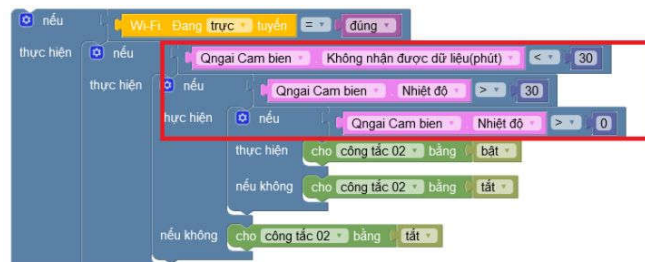 nếu Wi-Fi. Đang trực tuyến = đúng
thực hiện nếu Qngai Cam bien Không nhận được dữ liệu(phút) < 30
thực hiện nếu Qngai Cam bien Nhiệt độ > 30
thực hiện nếu Qngai Cam bien Nhiệt độ > 0
thực hiện cho công tắc 02 bằng bật
nếu không cho công tắc 02 bằng tắt
nếu không cho công tắc 02 bằng tắt